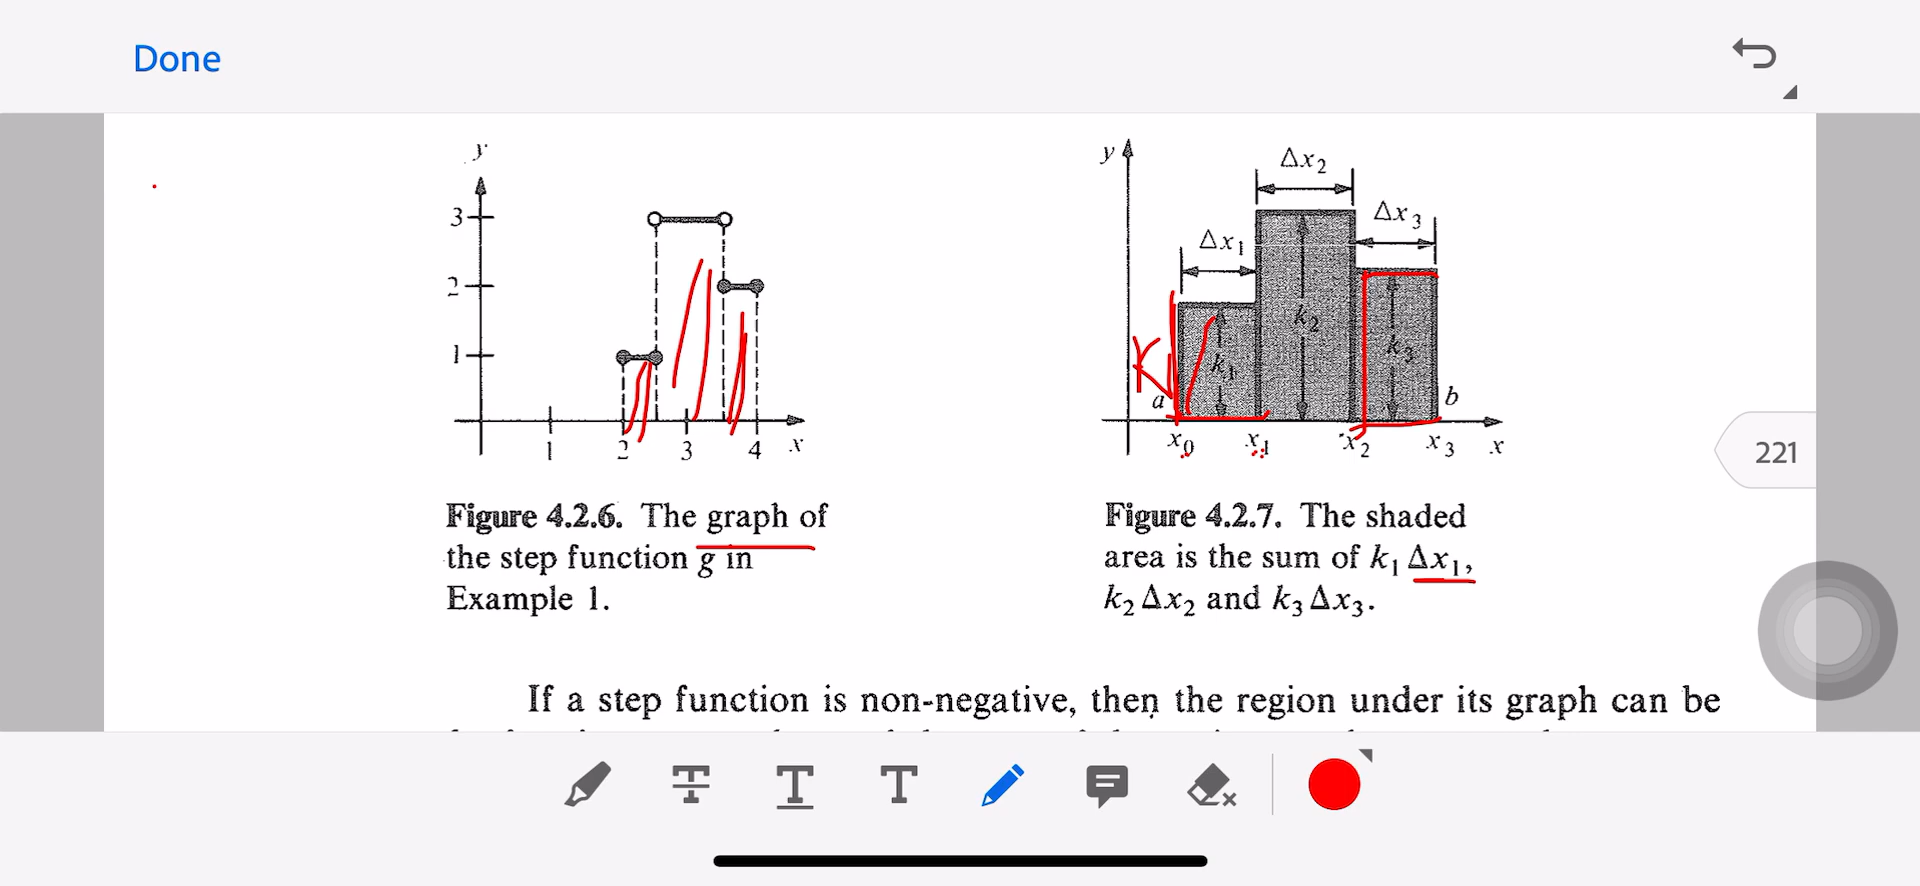 Done
y
3
2
1
1
2
3
4
x
y
Δx₂
Δx₃
Δx₁
k₂
k₃
k₁
K₁
a
b
x₀
x₁
x₂
x₃
x
221
Figure 4.2.6. The graph of
the step function g in
Example 1.
Figure 4.2.7. The shaded
area is the sum of k₁ Δx₁,
k₂ Δx₂ and k₃ Δx₃.
If a step function is non-negative, then the region under its graph can be
T
T
T